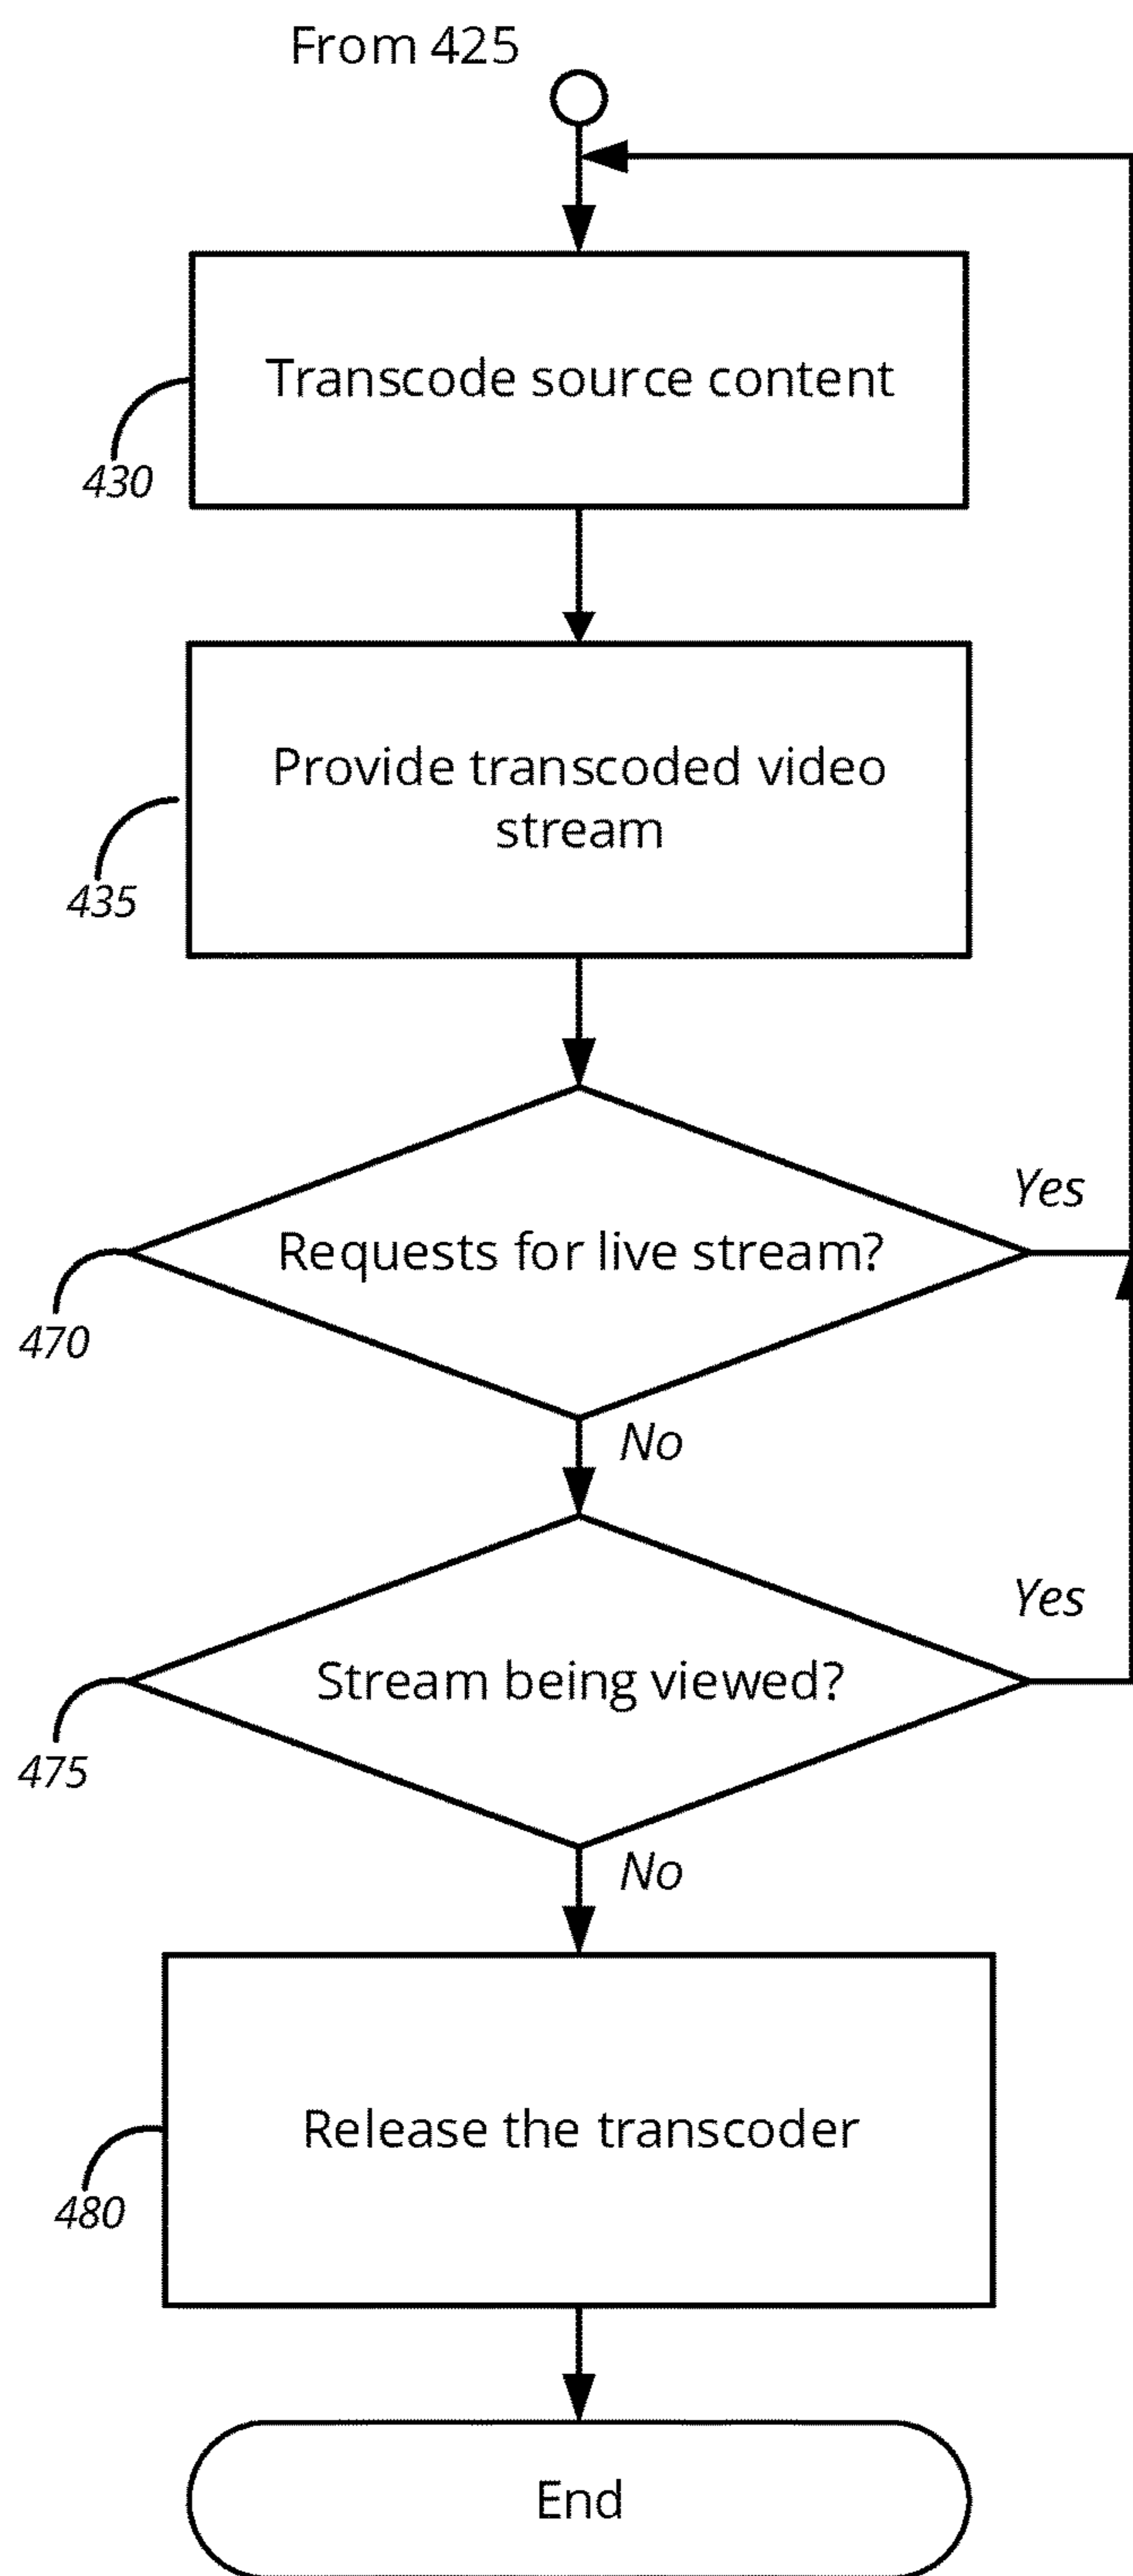 From 425
Transcode source content
430
Provide transcoded video
stream
435
Yes
Requests for live stream?
470
No
Yes
Stream being viewed?
475
No
Release the transcoder
480
End